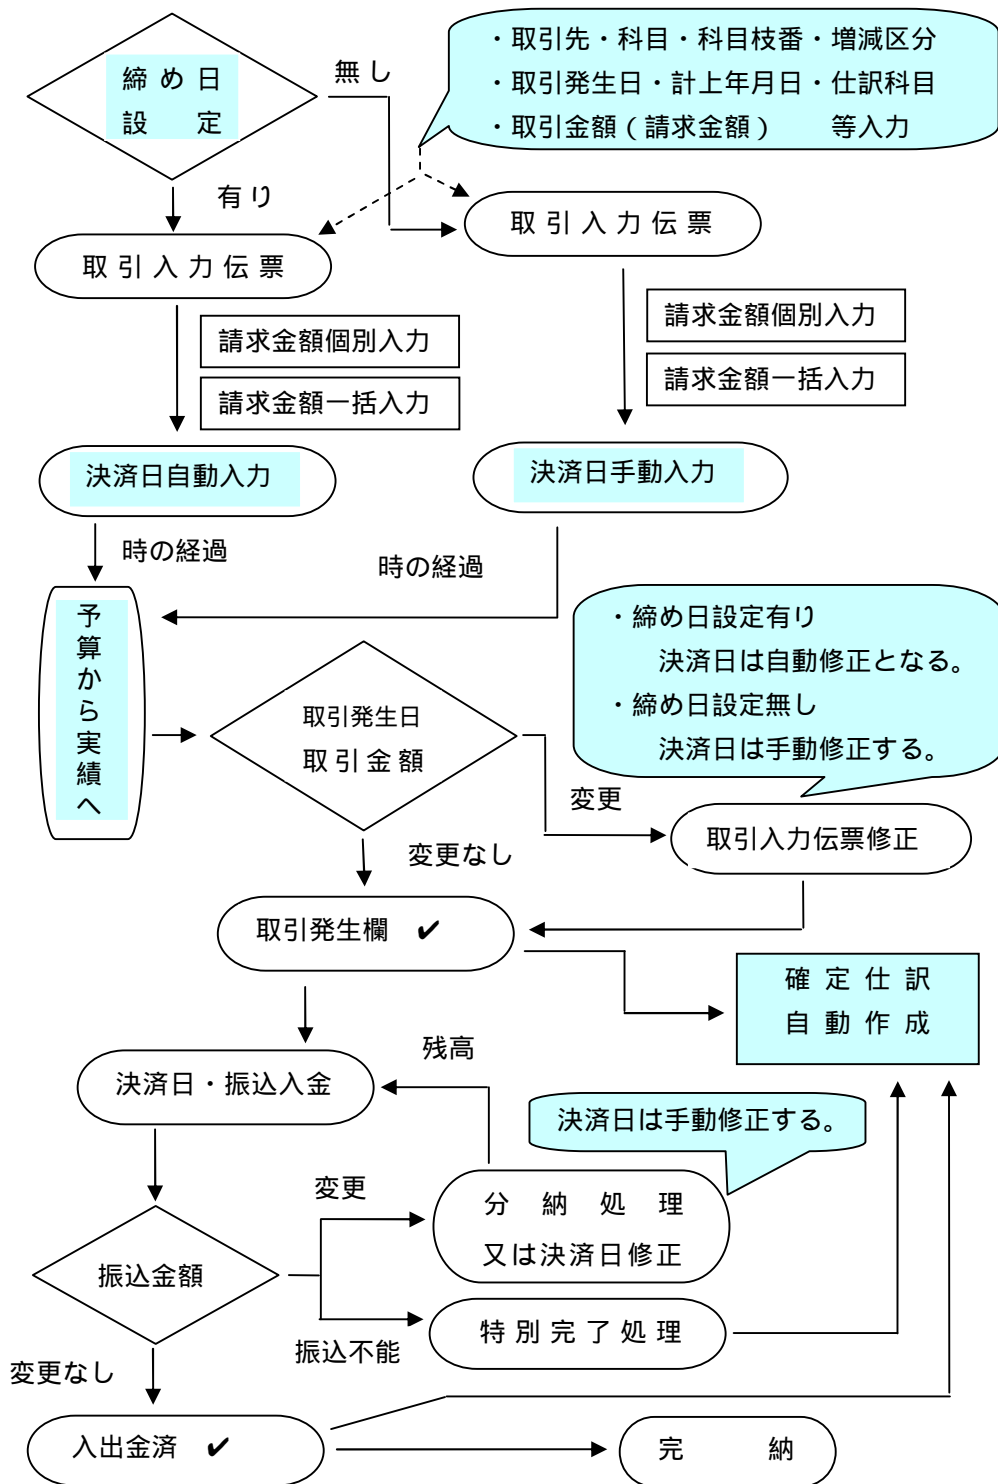 締め日
設　定
無し
有り
・取引先・科目・科目枝番・増減区分
・取引発生日・計上年月日・仕訳科目
・取引金額（請求金額）　等入力
取引入力伝票
取引入力伝票
請求金額個別入力
請求金額一括入力
請求金額個別入力
請求金額一括入力
決済日自動入力
決済日手動入力
時の経過
時の経過
予算から実績へ
・締め日設定有り
決済日は自動修正となる。
・締め日設定無し
決済日は手動修正する。
取引発生日
取引金額
変更
変更なし
取引入力伝票修正
取引発生欄　✔
確定仕訳
自動作成
残高
決済日・振込入金
決済日は手動修正する。
変更
分納処理
又は決済日修正
振込金額
特別完了処理
振込不能
変更なし
入出金済　✔
完　納